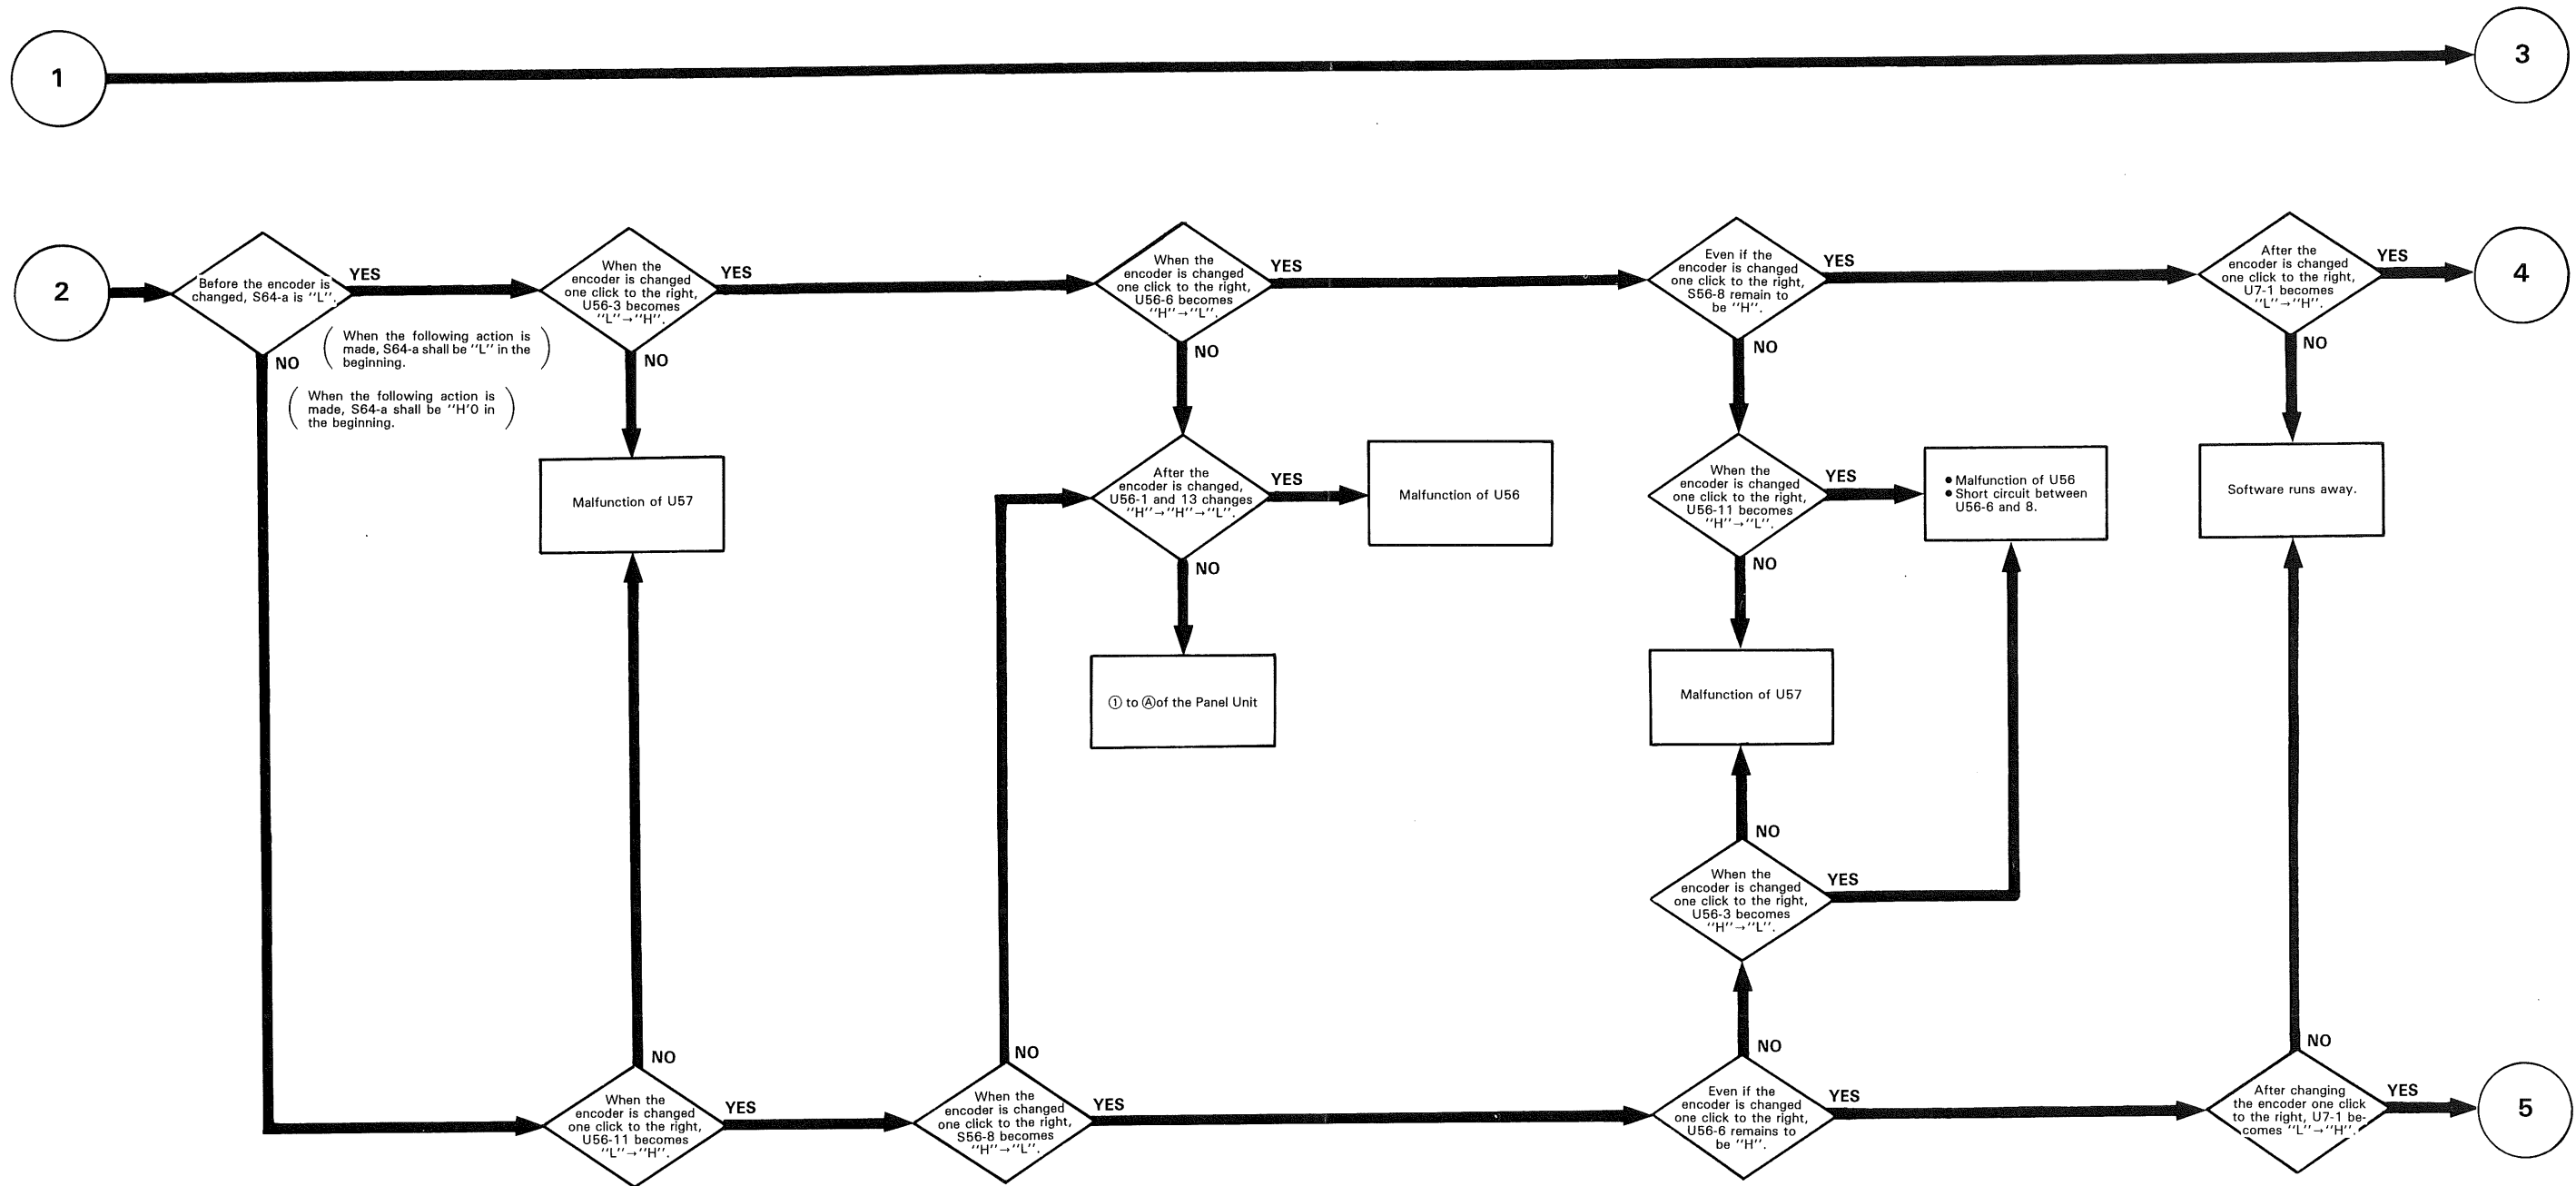 1
3
2
Before the encoder is
changed, S64-a is "L".
YES
NO
( When the following action is
made, S64-a shall be "L" in the
beginning. )
( When the following action is
made, S64-a shall be "H'0 in
the beginning. )
When the
encoder is changed
one click to the right,
U56-3 becomes
"L"→"H".
YES
NO
Malfunction of U57
When the
encoder is changed
one click to the right,
U56-6 becomes
"H"→"L".
YES
NO
After the
encoder is changed,
U56-1 and 13 changes
"H"→"H"→"L".
YES
NO
Malfunction of U56
① to Ⓐof the Panel Unit
Even if the
encoder is changed
one click to the right,
S56-8 remain to
be "H".
YES
NO
When the
encoder is changed
one click to the right,
U56-11 becomes
"H"→"L".
YES
NO
● Malfunction of U56
● Short circuit between
U56-6 and 8.
Malfunction of U57
After the
encoder is changed
one click to the right,
U7-1 becomes
"L"→"H".
YES
NO
4
Software runs away.
NO
When the
encoder is changed
one click to the right,
U56-3 becomes
"H"→"L".
YES
NO
When the
encoder is changed
one click to the right,
U56-11 becomes
"L"→"H".
YES
NO
When the
encoder is changed
one click to the right,
S56-8 becomes
"H"→"L".
YES
NO
Even if the
encoder is changed
one click to the right,
U56-6 remains to
be "H".
YES
NO
After changing
the encoder one click
to the right, U7-1 be-
comes "L"→"H".
YES
5